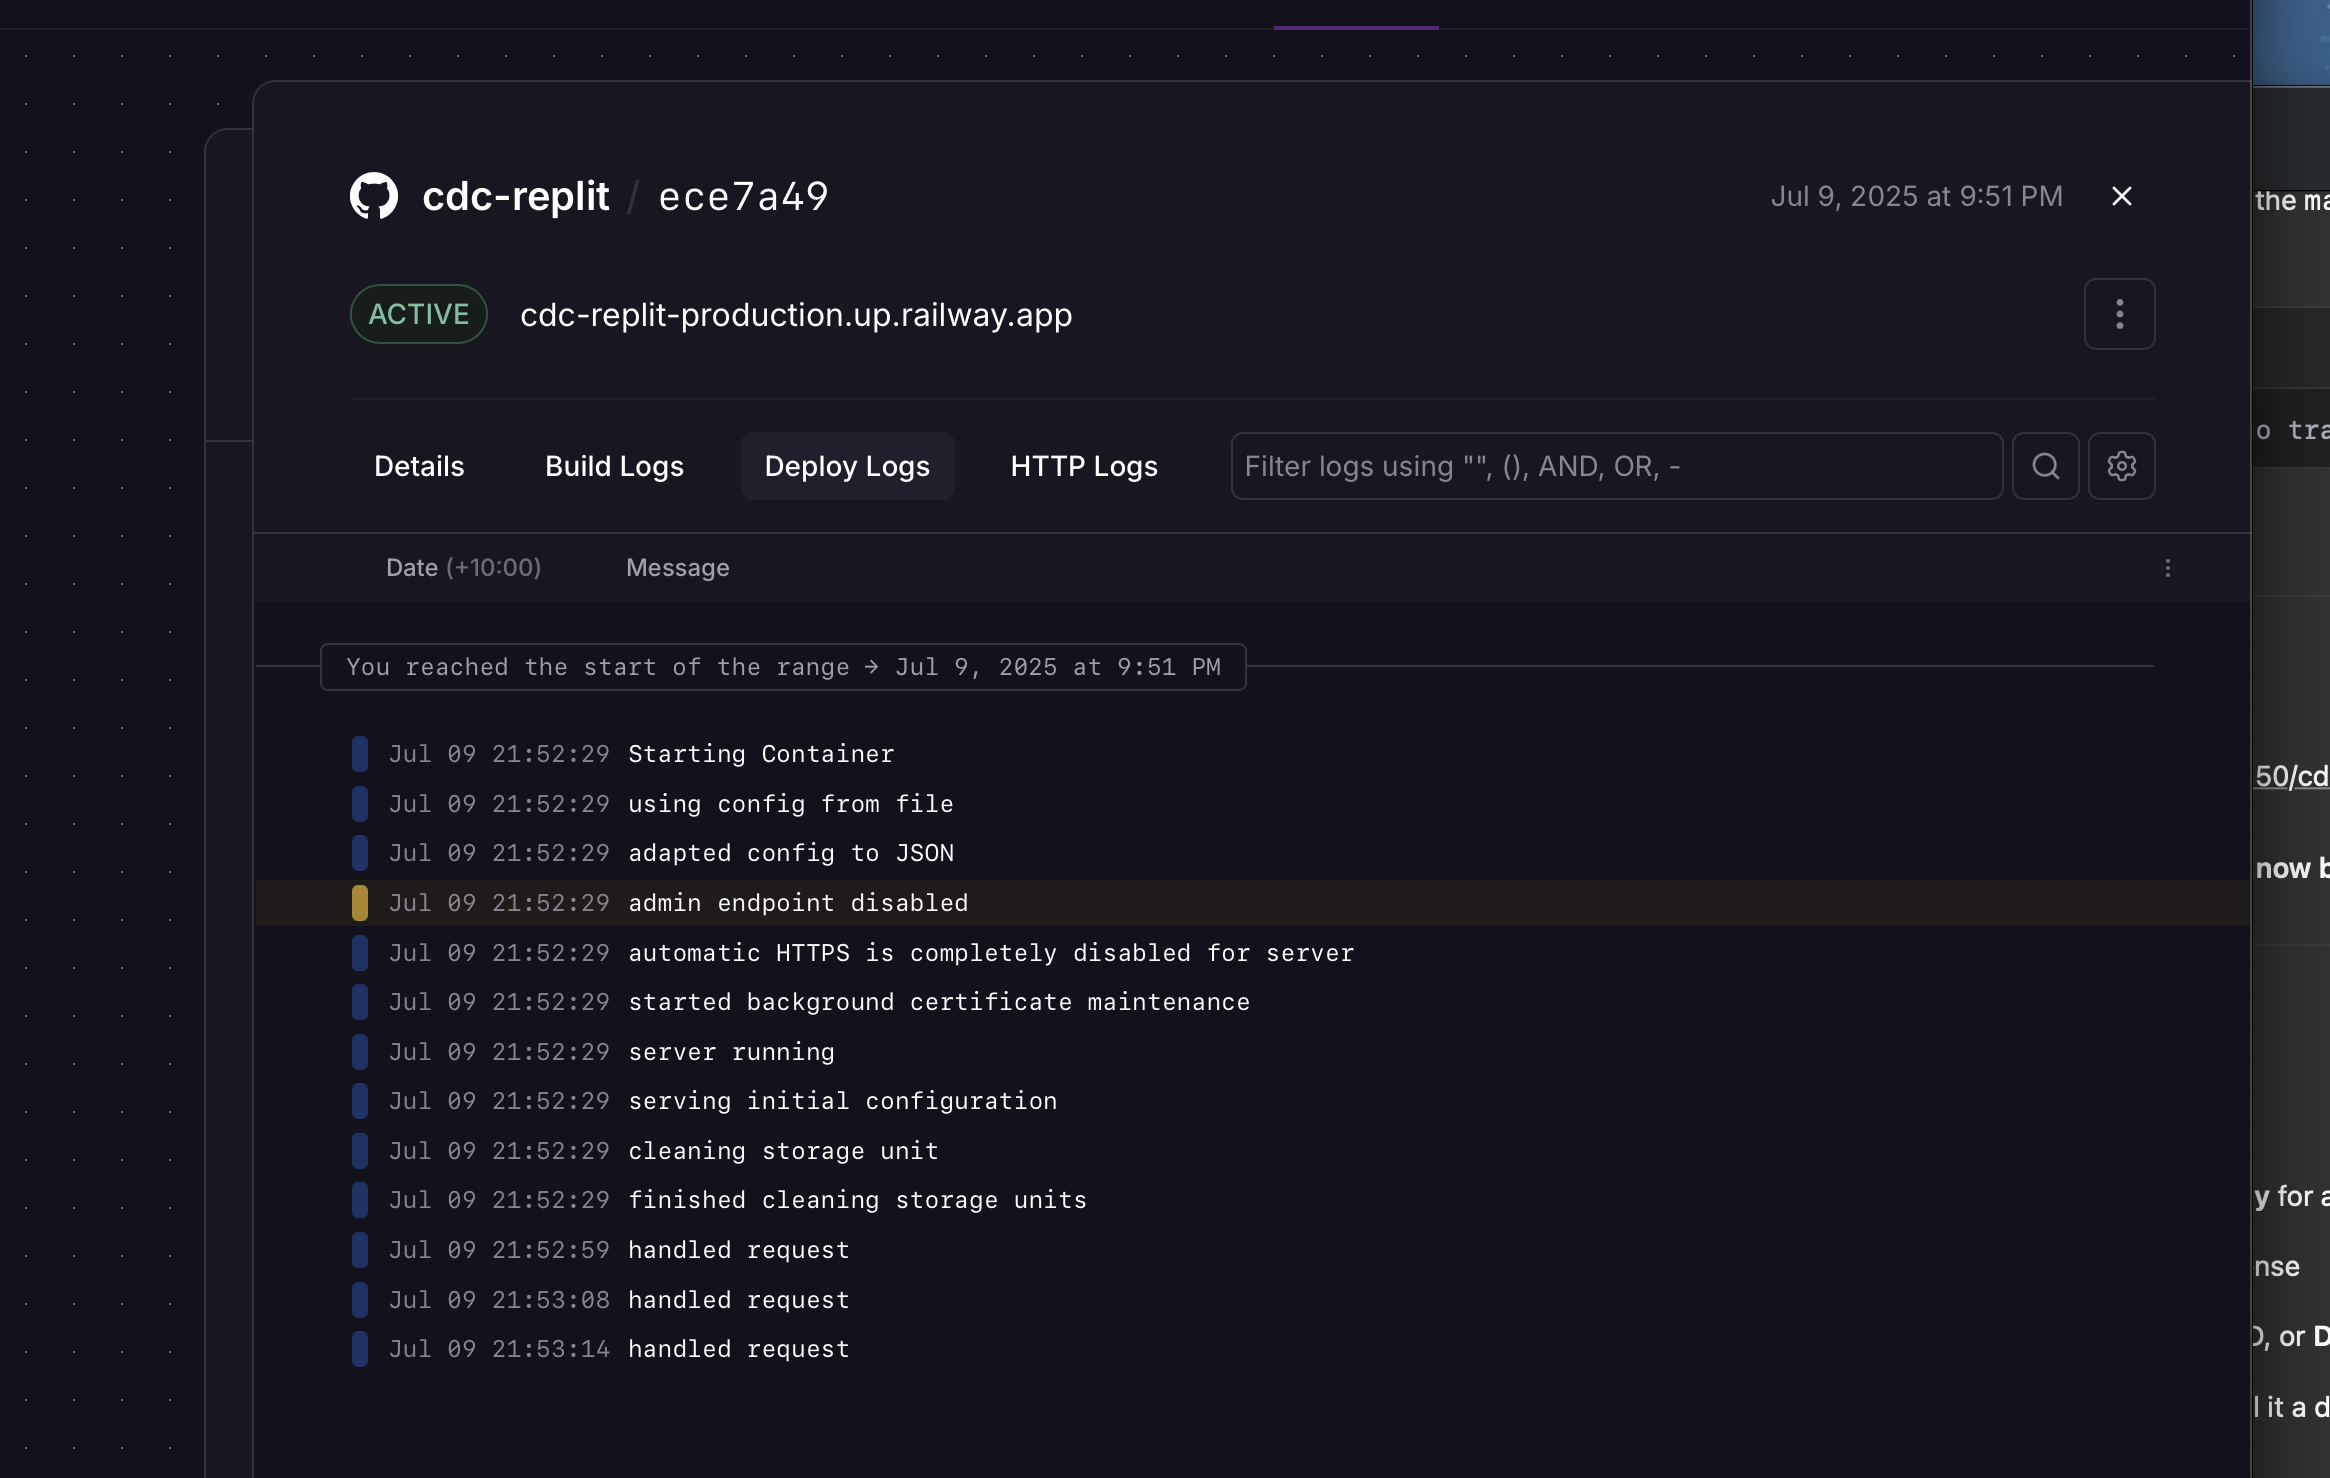 cdc-replit / ece7a49
Jul 9, 2025 at 9:51 PM
ACTIVE
cdc-replit-production.up.railway.app
Details
Build Logs
Deploy Logs
HTTP Logs
Filter logs using "", (), AND, OR, -
Date (+10:00)
Message
You reached the start of the range → Jul 9, 2025 at 9:51 PM
Jul 09 21:52:29 Starting Container
Jul 09 21:52:29 using config from file
Jul 09 21:52:29 adapted config to JSON
Jul 09 21:52:29 admin endpoint disabled
Jul 09 21:52:29 automatic HTTPS is completely disabled for server
Jul 09 21:52:29 started background certificate maintenance
Jul 09 21:52:29 server running
Jul 09 21:52:29 serving initial configuration
Jul 09 21:52:29 cleaning storage unit
Jul 09 21:52:29 finished cleaning storage units
Jul 09 21:52:59 handled request
Jul 09 21:53:08 handled request
Jul 09 21:53:14 handled request
the
50/cd
now
for
or
it a